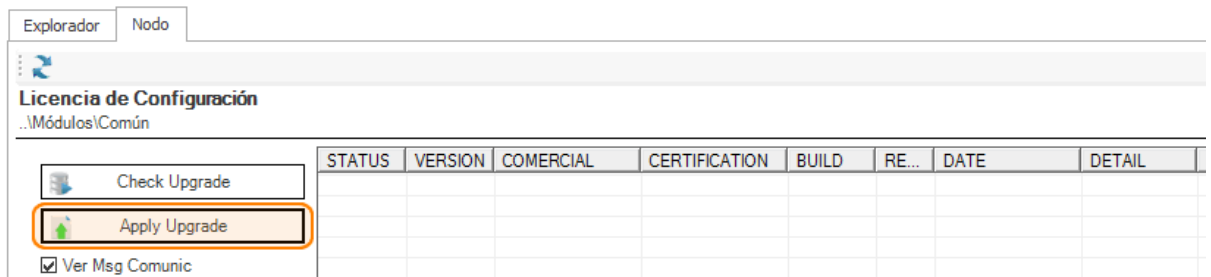 Explorador Nodo
Licencia de Configuración
..\Módulos\Común
STATUS VERSION COMERCIAL CERTIFICATION BUILD RE... DATE DETAIL
Check Upgrade
Apply Upgrade
Ver Msg Comunic